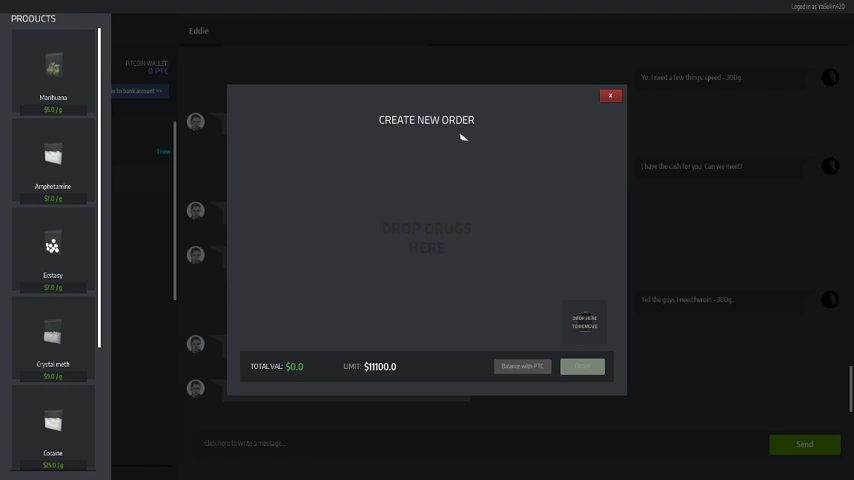 Logged in as YaSellin420
PRODUCTS
Eddie
PITCOIN WALLET:
0 PTC
to bank account >>
1 new
Marihuana
$5.0 / g
Amphetamine
$7.0 / g
Ecstasy
$7.0 / g
Crystal meth
$9.0 / g
Cocaine
$25.0 / g
x
CREATE NEW ORDER
DROP DRUGS
HERE
DROP HERE
TO REMOVE
TOTAL VAL: $0.0
LIMIT: $11100.0
Balance with PTC
Yo. I need a few things: speed - 300g.
I have the cash for you. Can we meet?
Tell the guys I need:heroin - 300g.
Click here to write a message...
Send